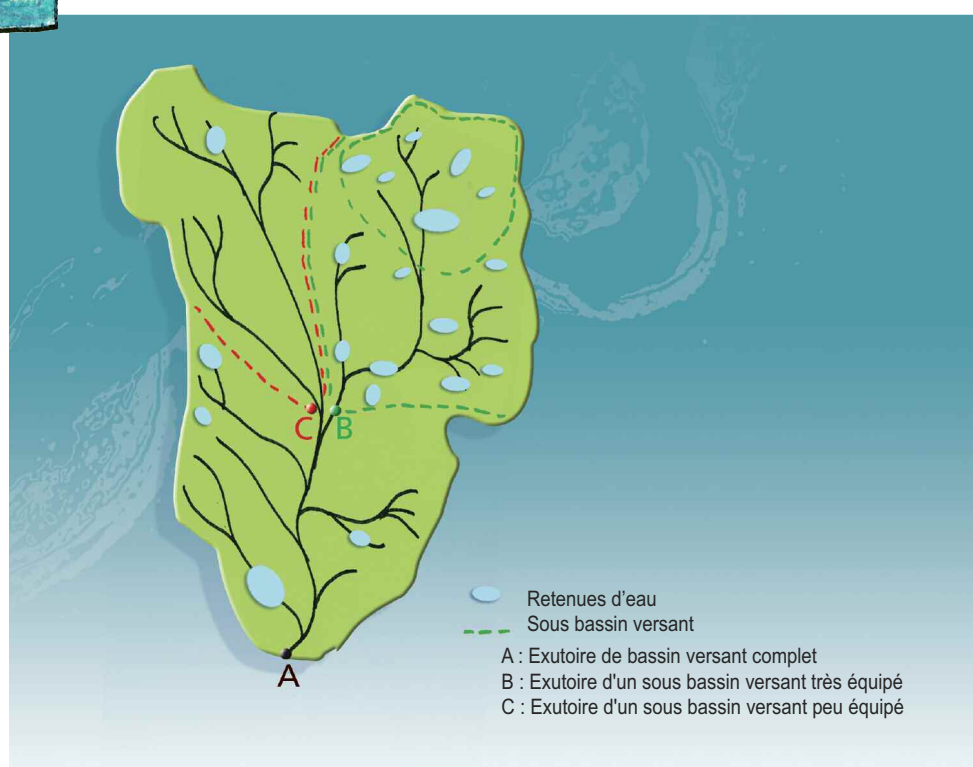 C B
A
Retenues d'eau
Sous bassin versant
A : Exutoire de bassin versant complet
B : Exutoire d'un sous bassin versant très équipé
C : Exutoire d'un sous bassin versant peu équipé